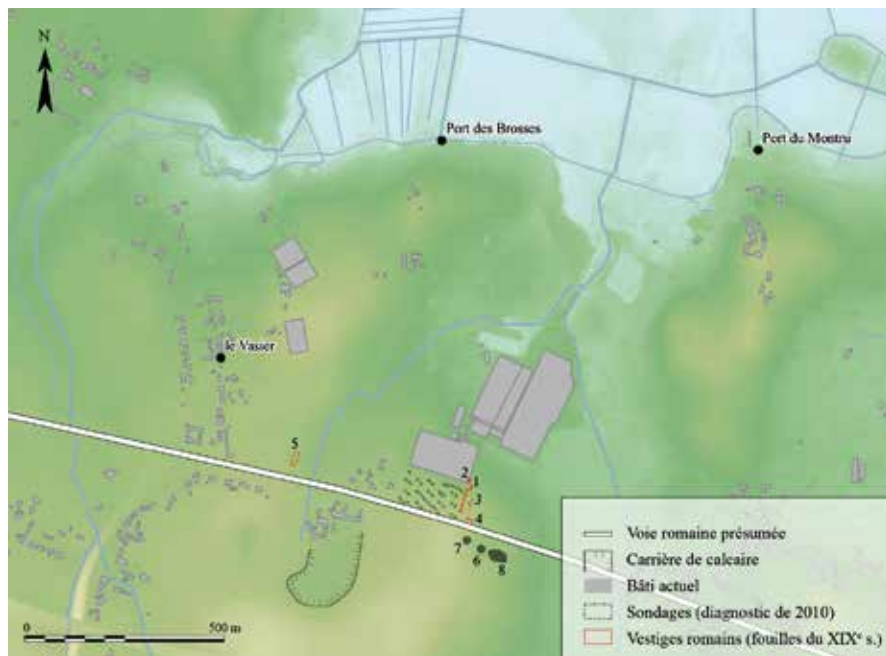 N
Port des Brosses
Port du Montru
le Vasier
5
2 1
3
4
7
6
8
0 500 m
Voie romaine présumée
Carrière de calcaire
Bâti actuel
Sondages (diagnostic de 2010)
Vestiges romains (fouilles du XIXe s.)